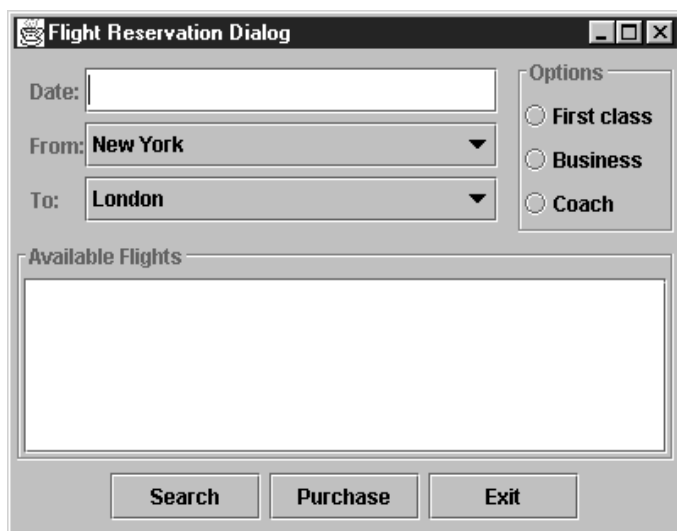 Flight Reservation Dialog
Date:
Options
First class
From: New York
Business
To: London
Coach
Available Flights
Search Purchase Exit